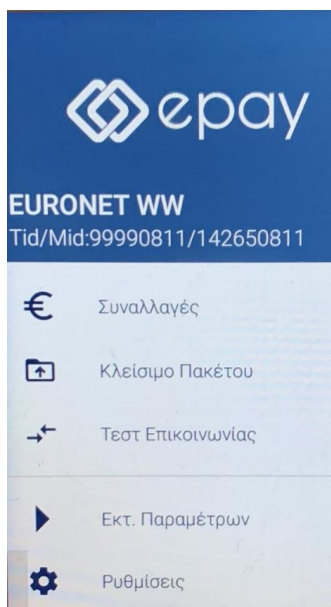 epay
EURONET WW
Tid/Mid:99990811/142650811
Συναλλαγές
Κλείσιμο Πακέτου
Τεστ Επικοινωνίας
Εκτ. Παραμέτρων
Ρυθμίσεις